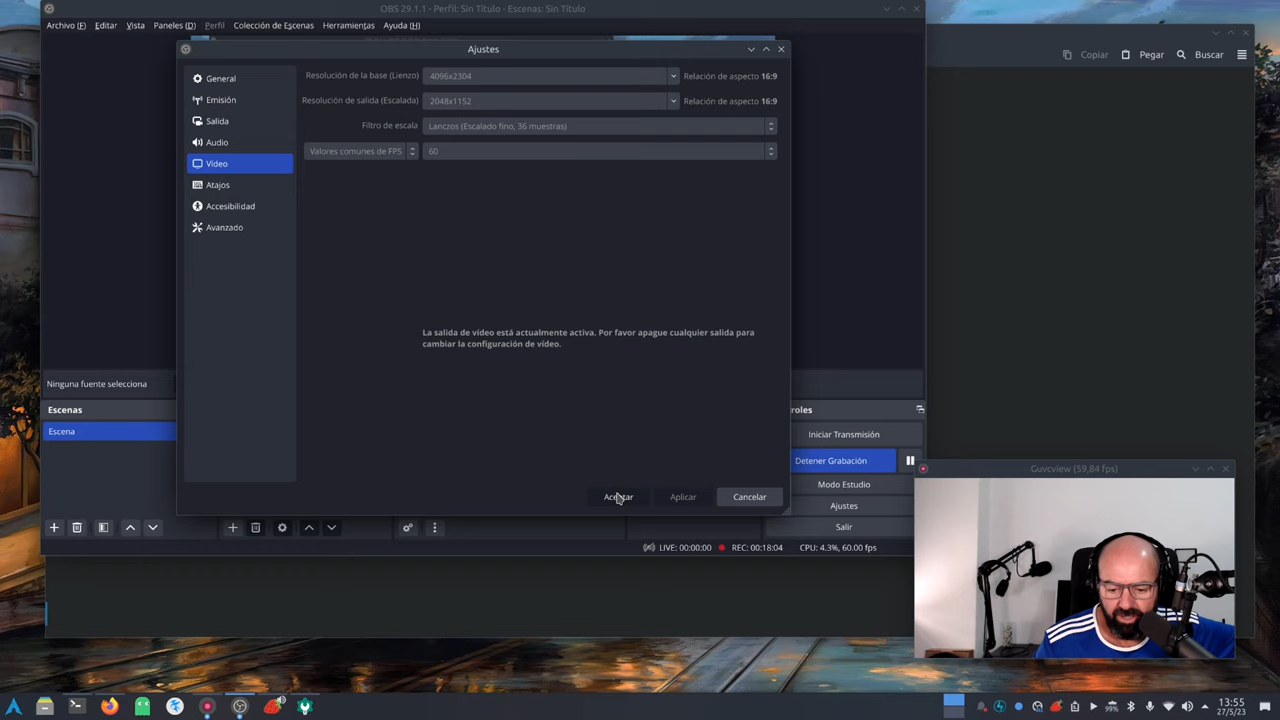 OBS 29.1.1 - Perfil: Sin Título - Escenas: Sin Título
Archivo (F) Editar Vista Paneles (D) Perfil Colección de Escenas Herramientas Ayuda (H)
Ajustes
Copiar Pegar Buscar
General
Emisión
Salida
Audio
Vídeo
Atajos
Accesibilidad
Avanzado
Resolución de la base (Lienzo) 4096x2304 Relación de aspecto 16:9
Resolución de salida (Escalada) 2048x1152 Relación de aspecto 16:9
Filtro de escala Lanczos (Escalado fino, 36 muestras)
Valores comunes de FPS 60
La salida de vídeo está actualmente activa. Por favor apague cualquier salida para
cambiar la configuración de vídeo.
Aceptar Aplicar Cancelar
Ninguna fuente selecciona
Escenas
Escena
roles
Iniciar Transmisión
Detener Grabación
Modo Estudio
Ajustes
Salir
LIVE: 00:00:00 REC: 00:18:04 CPU: 4.3%, 60.00 fps
Guvcview (59,84 fps)
99%
13:55
27/5/23